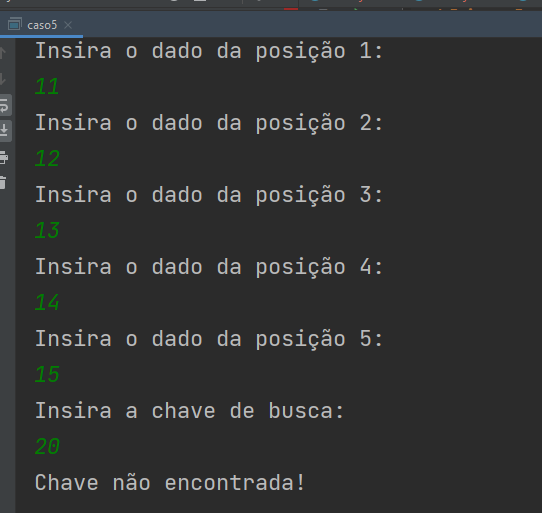 caso5
Insira o dado da posição 1:
11
Insira o dado da posição 2:
12
Insira o dado da posição 3:
13
Insira o dado da posição 4:
14
Insira o dado da posição 5:
15
Insira a chave de busca:
20
Chave não encontrada!